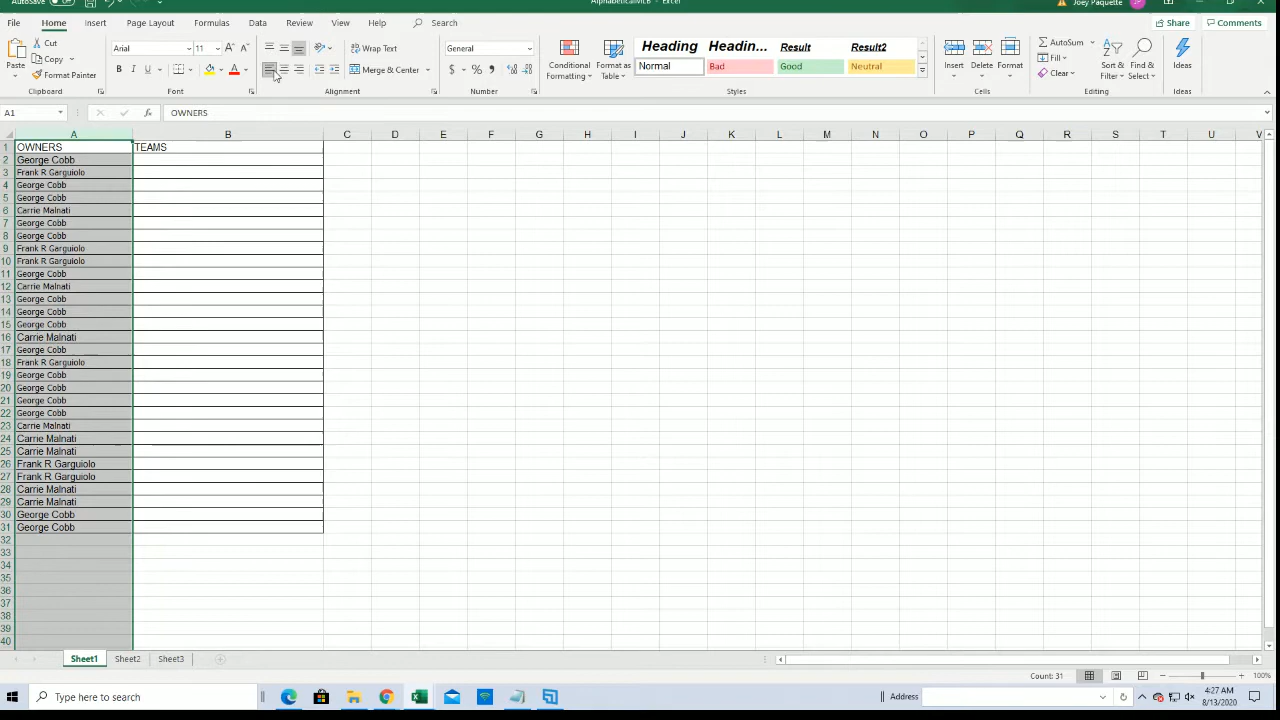 AutoSave Off AlphabeticalMLB - Excel Joey Paquette JP
File Home Insert Page Layout Formulas Data Review View Help Search Share Comments
Paste Cut Copy Format Painter Clipboard
Arial 11 A A B I U A Font
Wrap Text Merge & Center Alignment
General $ % , Number
Conditional Formatting Format as Table
Heading Headin... Result Result2
Normal Bad Good Neutral
Styles
Insert Delete Format Cells
AutoSum Fill Clear Sort & Filter Find & Select Editing
Ideas Ideas
A1 fx OWNERS
A B C D E F G H I J K L M N O P Q R S T U V
1 OWNERS TEAMS
2 George Cobb
3 Frank R Garguiolo
4 George Cobb
5 George Cobb
6 Carrie Malnati
7 George Cobb
8 George Cobb
9 Frank R Garguiolo
10 Frank R Garguiolo
11 George Cobb
12 Carrie Malnati
13 George Cobb
14 George Cobb
15 George Cobb
16 Carrie Malnati
17 George Cobb
18 Frank R Garguiolo
19 George Cobb
20 George Cobb
21 George Cobb
22 George Cobb
23 Carrie Malnati
24 Carrie Malnati
25 Carrie Malnati
26 Frank R Garguiolo
27 Frank R Garguiolo
28 Carrie Malnati
29 Carrie Malnati
30 George Cobb
31 George Cobb
32
33
34
35
36
37
38
39
40
Sheet1 Sheet2 Sheet3
Count: 31 100%
Type here to search Address 4:27 AM
8/13/2020